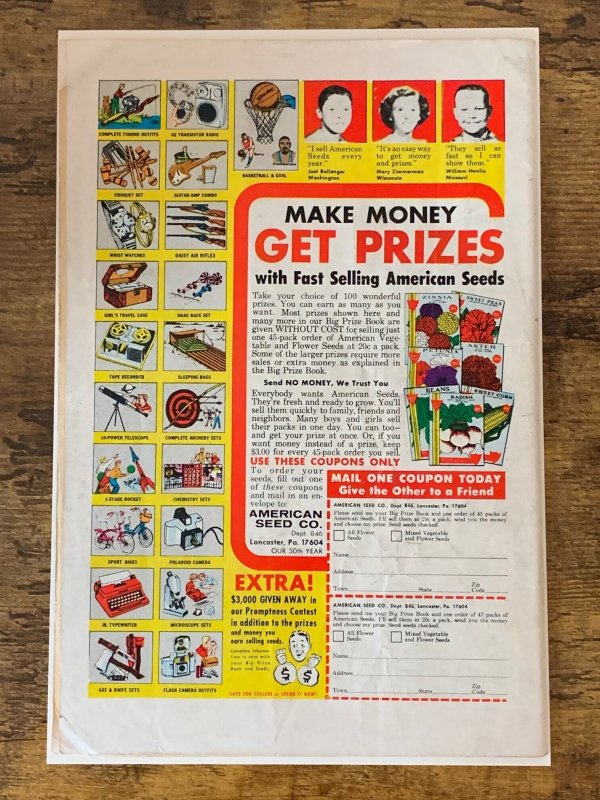 COMPLETE FISHING OUTFITS
GE TRANSISTOR RADIO
CROQUET SET
GUITAR-AMP COMBO
BASKETBALL & GOAL
WRIST WATCHES
DAISY AIR RIFLES
GIRL'S TRAVEL CASE
DRAG RACE SET
TAPE RECORDER
SLEEPING BAGS
10-POWER TELESCOPE
COMPLETE ARCHERY SETS
2-STAGE ROCKET
CHEMISTRY SETS
SPORT BIKES
POLAROID CAMERA
JR. TYPEWRITER
MICROSCOPE SETS
AXE & KNIFE SETS
FLASH CAMERA OUTFITS
"I sell American
Seeds every
year."
Joel Ballenger
Washington
"It's an easy way
to get money
and prizes."
Mary Zimmerman
Wisconsin
"They sell as
fast as I can
show them."
William Hanlin
Missouri
MAKE MONEY
GET PRIZES
with Fast Selling American Seeds
Take your choice of 100 wonderful
prizes. You can earn as many as you
want. Most prizes shown here and
many more in our Big Prize Book are
given WITHOUT COST for selling just
one 45-pack order of American Vege-
table and Flower Seeds at 20c a pack.
Some of the larger prizes require more
sales or extra money as explained in
the Big Prize Book.
Send NO MONEY, We Trust You
Everybody wants American Seeds.
They're fresh and ready to grow. You'll
sell them quickly to family, friends and
neighbors. Many boys and girls sell
their packs in one day. You can too—
and get your prize at once. Or, if you
want money instead of a prize, keep
$3.00 for every 45-pack order you sell.
USE THESE COUPONS ONLY
To order your
seeds, fill out one
of these coupons
and mail in an en-
velope to:
AMERICAN
SEED CO.
Dept. 846
Lancaster, Pa. 17604
OUR 50th YEAR
ZINNIA
SWEET PEAS
PETUNIA
ASTER
BEANS
RADISH
SWEET CORN
MAIL ONE COUPON TODAY
Give the Other to a Friend
AMERICAN SEED CO., Dept. 846, Lancaster, Pa. 17604
Please send me your Big Prize Book and one order of 45 packs of
American Seeds. I'll sell them at 20c a pack, send you the money
and choose my prize. Send seeds checked.
All Flower
Seeds
Mixed Vegetable
and Flower Seeds
Name
Address
Town State Zip Code
AMERICAN SEED CO., Dept. 846, Lancaster, Pa. 17604
Please send me your Big Prize Book and one order of 45 packs of
American Seeds. I'll sell them at 20c a pack, send you the money
and choose my prize. Send seeds checked.
All Flower
Seeds
Mixed Vegetable
and Flower Seeds
Name
Address
Town State Zip Code
EXTRA!
$3,000 GIVEN AWAY in
our Promptness Contest
in addition to the prizes
and money you
earn selling seeds.
Complete informa-
tion is sent with
your Big Prize
Book and Seeds.
$ $
SAVE FOR COLLEGE or SPEND IT NOW!